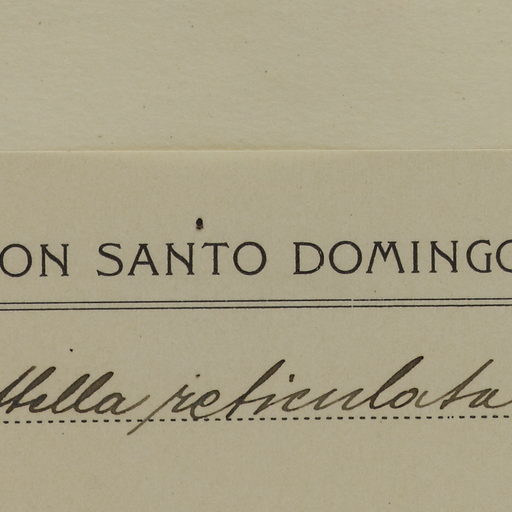 ON SANTO DOMINGO
ttella reticulata